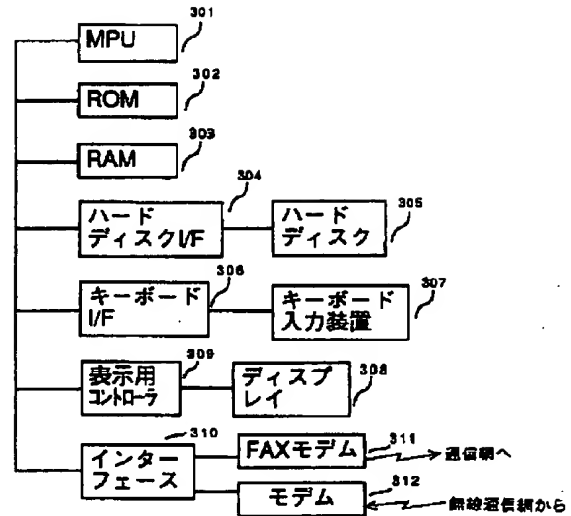 301
MPU
302
ROM
303
RAM
304
ハード
ディスクI/F
305
ハード
ディスク
306
キーボード
I/F
307
キーボード
入力装置
309
表示用
コントローラ
308
ディスプ
レイ
310
インター
フェース
FAXモデム
311
通信網へ
312
モデム
無線通信網から